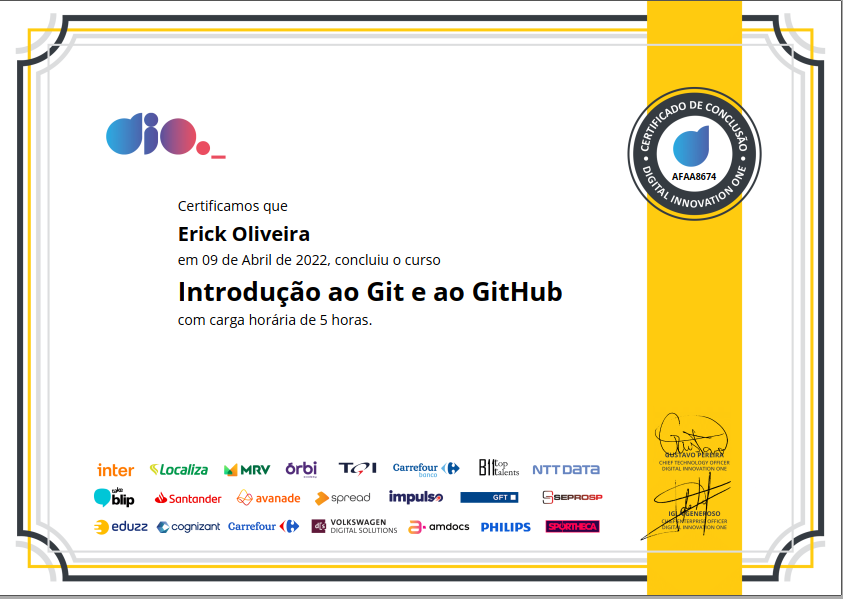 dio._
CERTIFICADO DE CONCLUSÃO
AFAA8674
DIGITAL INNOVATION ONE
Certificamos que
Erick Oliveira
em 09 de Abril de 2022, concluiu o curso
Introdução ao Git e ao GitHub
com carga horária de 5 horas.
inter Localiza MRV örbi TQI Carrefour banco BI top talents NTT DATA
take blip Santander avanade spread impulso GFT SEPROSP
eduzz cognizant Carrefour VOLKSWAGEN DIGITAL SOLUTIONS amdocs PHILIPS SPORTHECA
GUSTAVO PEREIRA
CHIEF TECHNOLOGY OFFICER
DIGITAL INNOVATION ONE
GENEROSO
CHIEF ENTERPRISE OFFICER
DIGITAL INNOVATION ONE